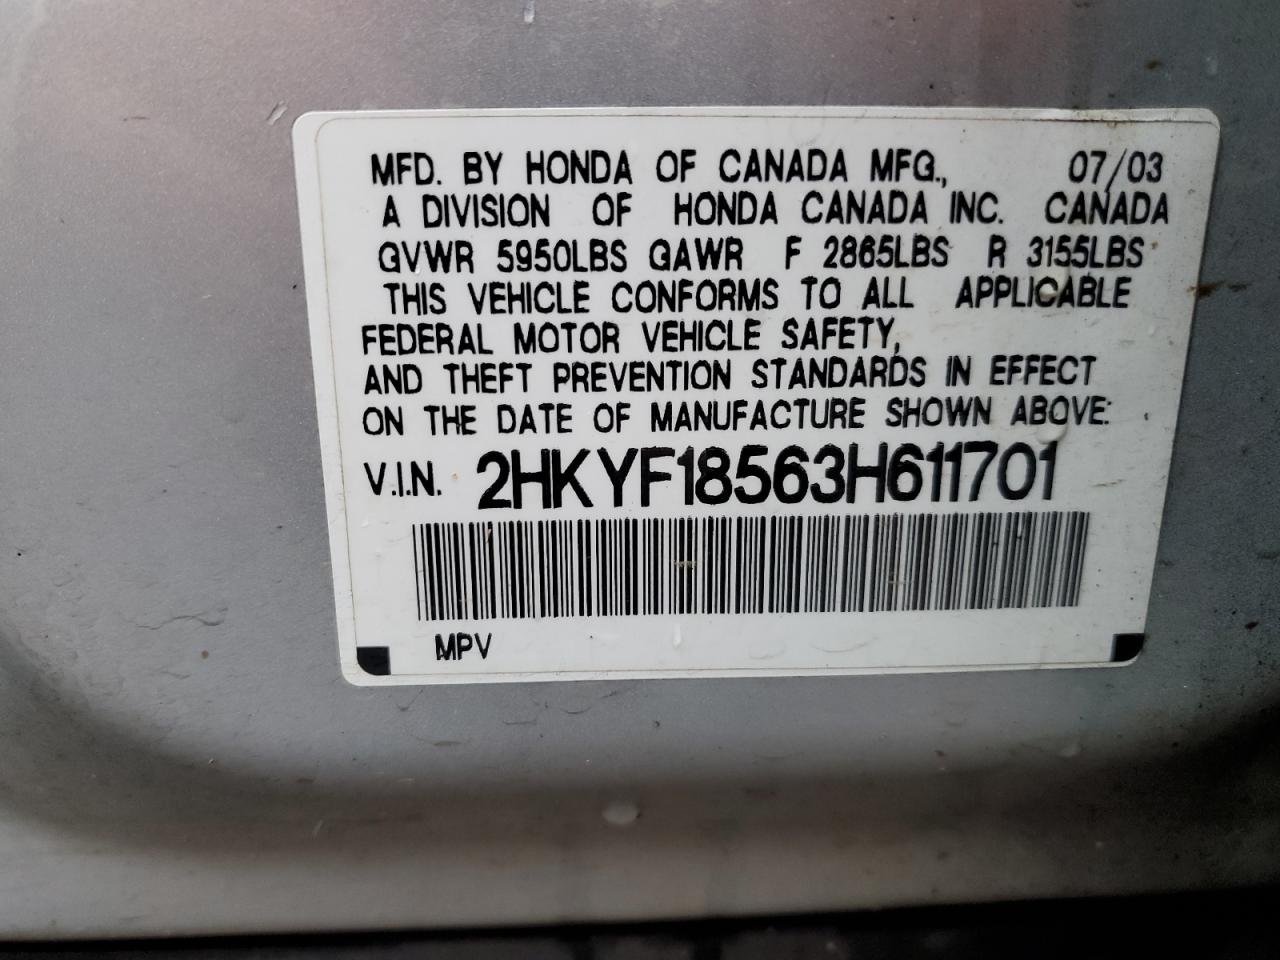 MFD. BY HONDA OF CANADA MFG., 07/03
A DIVISION OF HONDA CANADA INC. CANADA
GVWR 5950LBS GAWR F 2865LBS R 3155LBS
THIS VEHICLE CONFORMS TO ALL APPLICABLE
FEDERAL MOTOR VEHICLE SAFETY,
AND THEFT PREVENTION STANDARDS IN EFFECT
ON THE DATE OF MANUFACTURE SHOWN ABOVE:
V.I.N. 2HKYF18563H611701
MPV